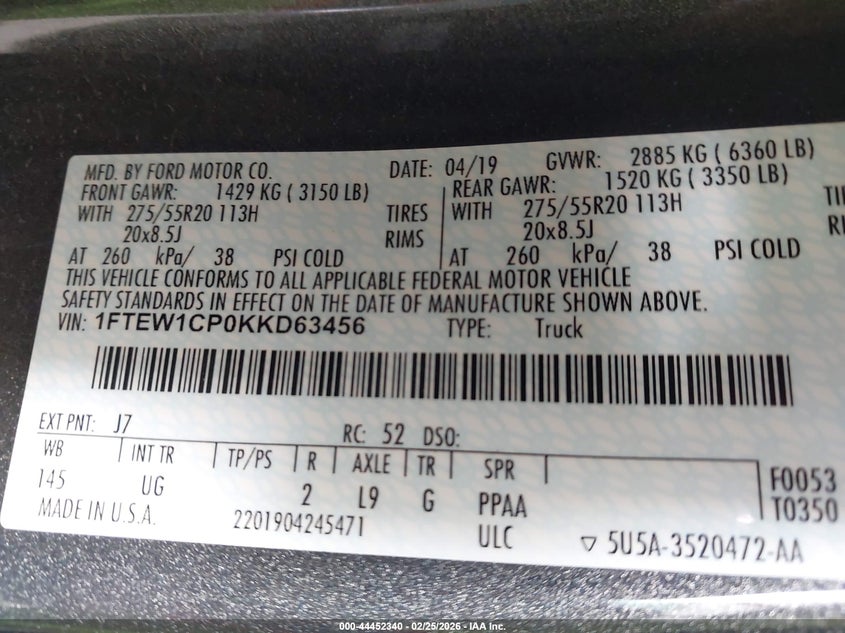 MFD. BY FORD MOTOR CO. DATE: 04/19 GVWR: 2885 KG ( 6360 LB)
FRONT GAWR: 1429 KG ( 3150 LB) REAR GAWR: 1520 KG ( 3350 LB)
WITH 275/55R20 113H TIRES WITH 275/55R20 113H
20x8.5J RIMS 20x8.5J
AT 260 kPa/ 38 PSI COLD AT 260 kPa/ 38 PSI COLD
THIS VEHICLE CONFORMS TO ALL APPLICABLE FEDERAL MOTOR VEHICLE
SAFETY STANDARDS IN EFFECT ON THE DATE OF MANUFACTURE SHOWN ABOVE.
VIN: 1FTEW1CP0KKD63456 TYPE: Truck
EXT PNT: J7 RC: 52 DSO:
WB INT TR TP/PS R AXLE TR SPR F0053
145 UG 2 L9 G PPAA T0350
MADE IN U.S.A. 2201904245471 ULC ▽ 5U5A-3520472-AA
000-44452340 - 02/25/2026 - IAA Inc.